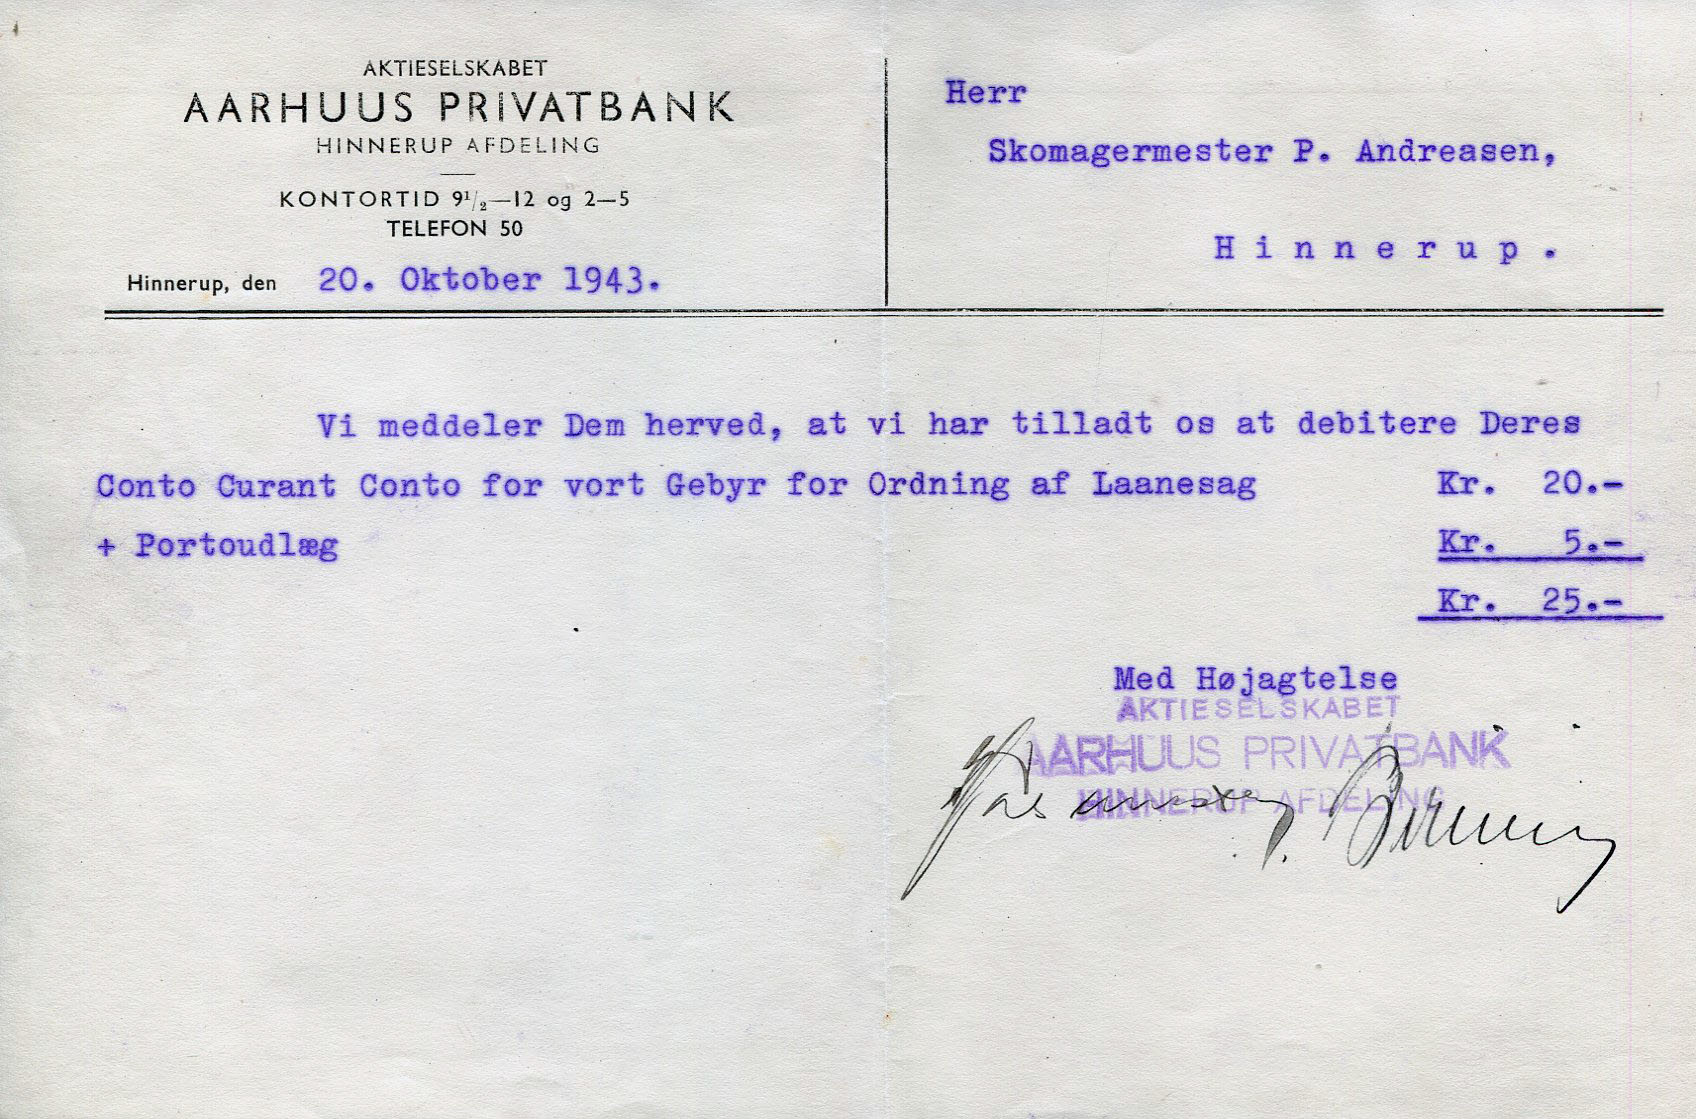 AKTIESELSKABET
AARHUUS PRIVATBANK
HINNERUP AFDELING
KONTORTID 9½—12 og 2—5
TELEFON 50
Hinnerup, den 20. Oktober 1943.
Herr
Skomagermester P. Andreasen,
Hinnerup.
Vi meddeler Dem herved, at vi har tilladt os at debitere Deres
Conto Curant Conto for vort Gebyr for Ordning af Laanesag Kr. 20.-
+ Portoudlæg Kr. 5.-
Kr. 25.-
Med Højagtelse
AKTIESELSKABET
AARHUUS PRIVATBANK
HINNERUP AFDELING